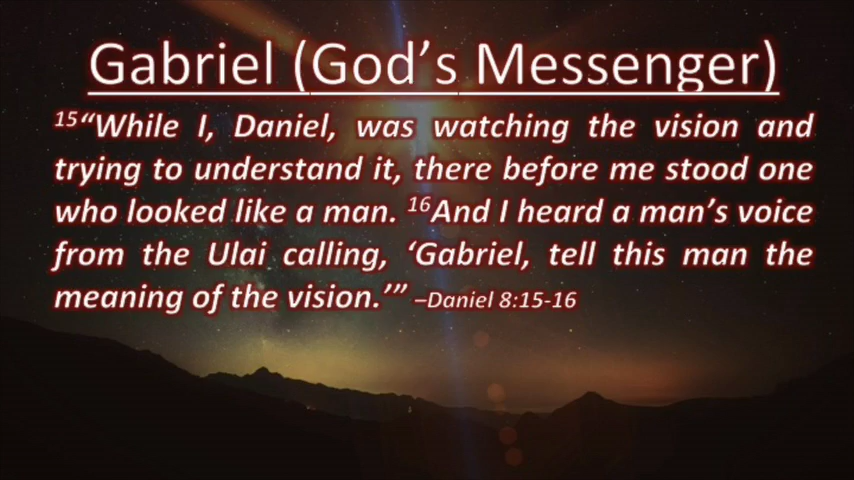 Gabriel (God’s Messenger)
15“While I, Daniel, was watching the vision and
trying to understand it, there before me stood one
who looked like a man. 16And I heard a man’s voice
from the Ulai calling, ‘Gabriel, tell this man the
meaning of the vision.’” –Daniel 8:15-16